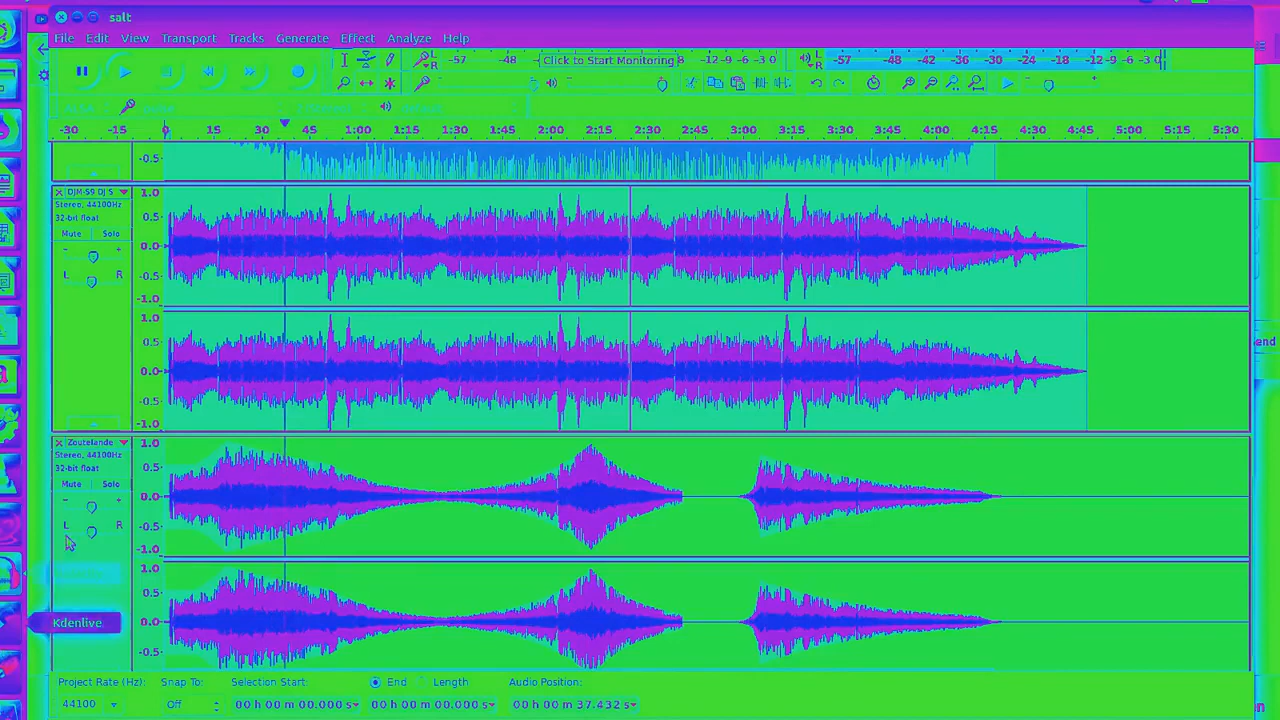 salt
File Edit View Transport Tracks Generate Effect Analyze Help
L R -57 -48 Click to Start Monitoring 8 -12 -9 -6 -3 0 L R -57 -48 -42 -36 -30 -24 -18 -12 -9 -6 -3 0
-30 -15 0 15 30 45 1:00 1:15 1:30 1:45 2:00 2:15 2:30 2:45 3:00 3:15 3:30 3:45 4:00 4:15 4:30 4:45 5:00 5:15 5:30
-0.5
DJM-S9 DJ S 1.0
Stereo, 44100Hz
32-bit float 0.5
Mute Solo
- + 0.0
L R -0.5
-1.0
1.0
0.5
0.0
-0.5
-1.0
Zoutelande 1.0
Stereo, 44100Hz
32-bit float 0.5
Mute Solo
- + 0.0
L R -0.5
-1.0
1.0
0.5
Kdenlive 0.0
-0.5
end
Project Rate (Hz): Snap To: Selection Start: End Length Audio Position:
44100 Off 00 h 00 m 00.000 s 00 h 00 m 00.000 s 00 h 00 m 37.432 s